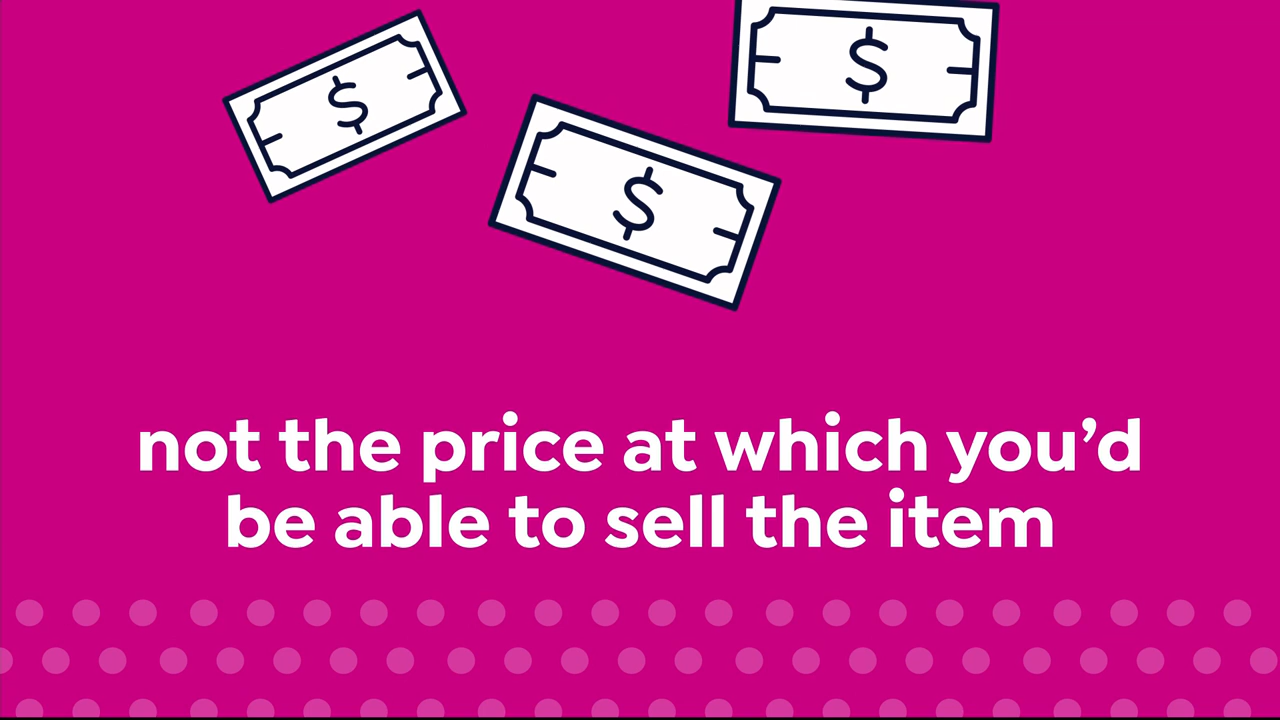 $
$
$
not the price at which you’d
be able to sell the item